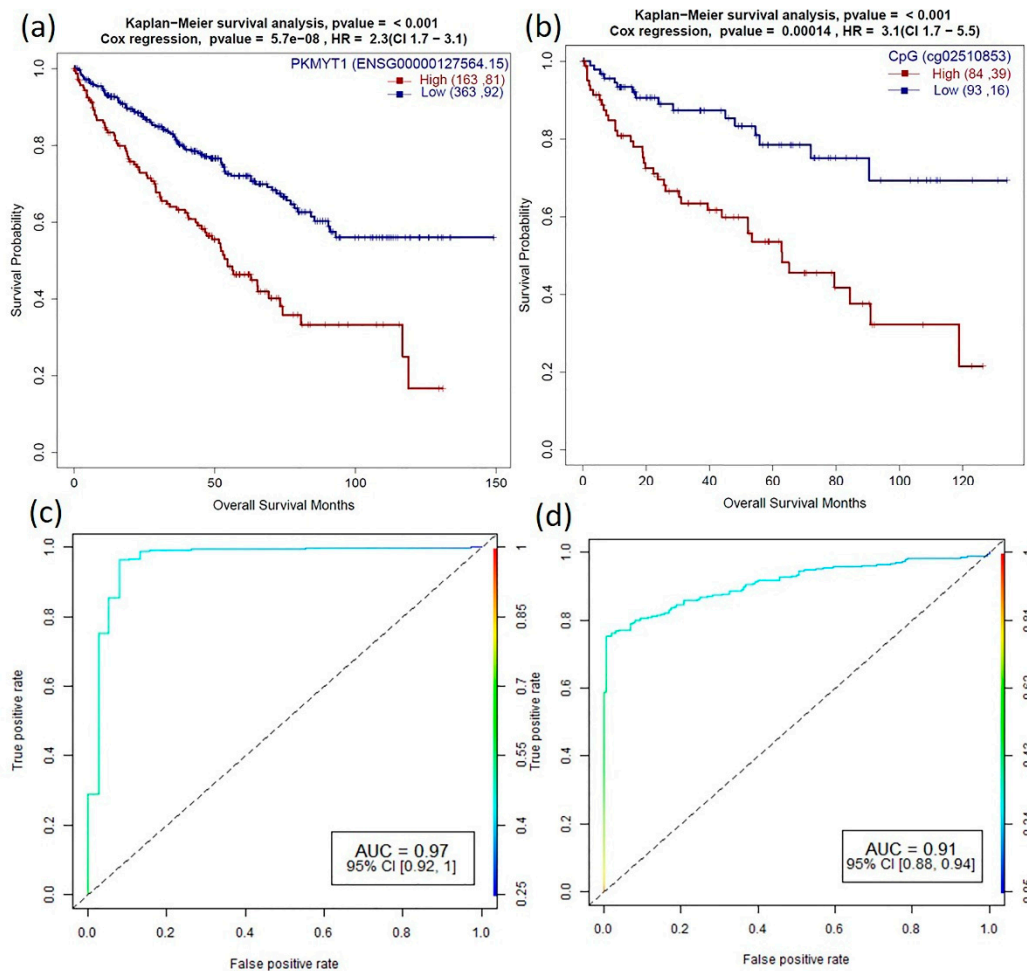 (a)
Kaplan−Meier survival analysis, pvalue = < 0.001
Cox regression, pvalue = 5.7e−08 , HR = 2.3(CI 1.7 − 3.1)
PKMYT1 (ENSG00000127564.15)
High (163 ,81)
Low (363 ,92)
Survival Probability
1.0
0.8
0.6
0.4
0.2
0.0
0
50
100
150
Overall Survival Months
(b)
Kaplan−Meier survival analysis, pvalue = < 0.001
Cox regression, pvalue = 0.00014 , HR = 3.1(CI 1.7 − 5.5)
CpG (cg02510853)
High (84 ,39)
Low (93 ,16)
Survival Probability
1.0
0.8
0.6
0.4
0.2
0.0
0
20
40
60
80
100
120
Overall Survival Months
(c)
True positive rate
1.0
0.8
0.6
0.4
0.2
0.0
AUC = 0.97
95% CI [0.92, 1]
1
0.85
0.7
0.55
0.4
0.25
0.0
0.2
0.4
0.6
0.8
1.0
False positive rate
(d)
True positive rate
1.0
0.8
0.6
0.4
0.2
0.0
AUC = 0.91
95% CI [0.88, 0.94]
0.0
0.2
0.4
0.6
0.8
1.0
False positive rate